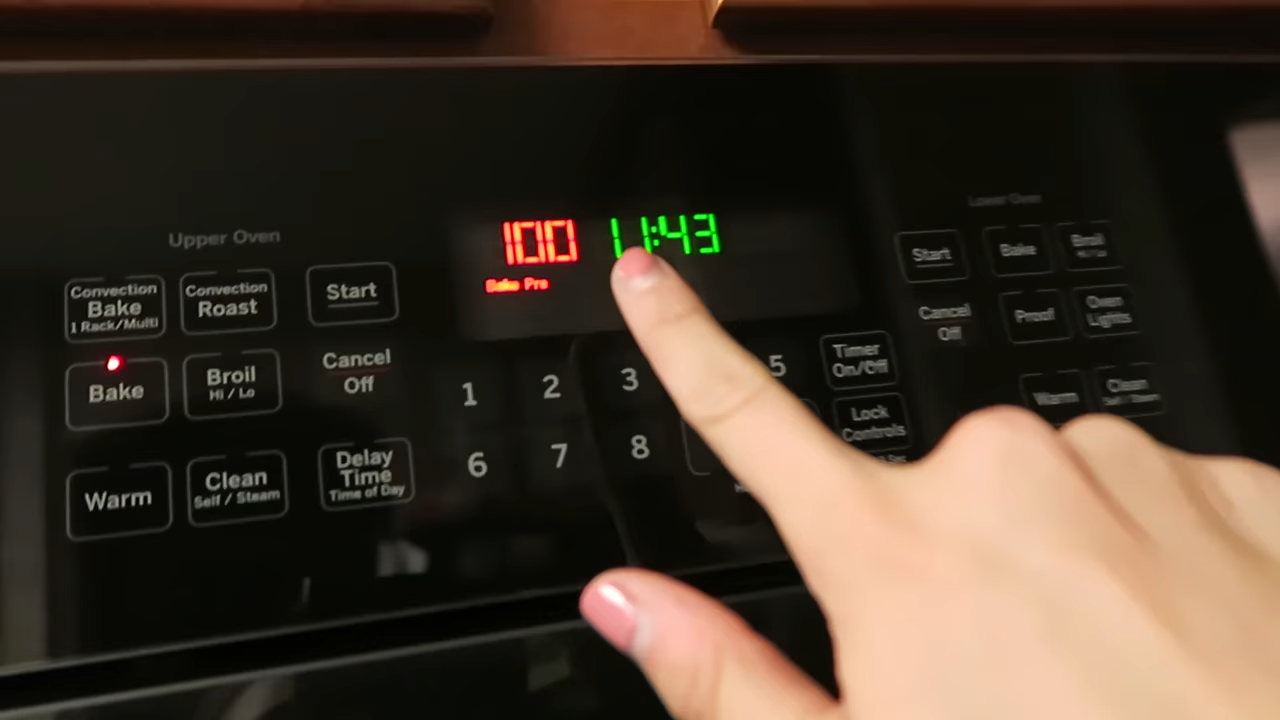 Upper Oven
Convection
Bake
1 Rack/Multi
Convection
Roast
Start
Bake
Broil
Hi / Lo
Cancel
Off
Warm
Clean
Self / Steam
Delay
Time
Time of Day
100
11:43
Bake Pre
1
2
3
5
6
7
8
Timer
On/Off
Lock
Controls
Lower Oven
Start
Bake
Broil
Hi / Lo
Cancel
Off
Proof
Oven
Lights
Warm
Clean
Self / Steam